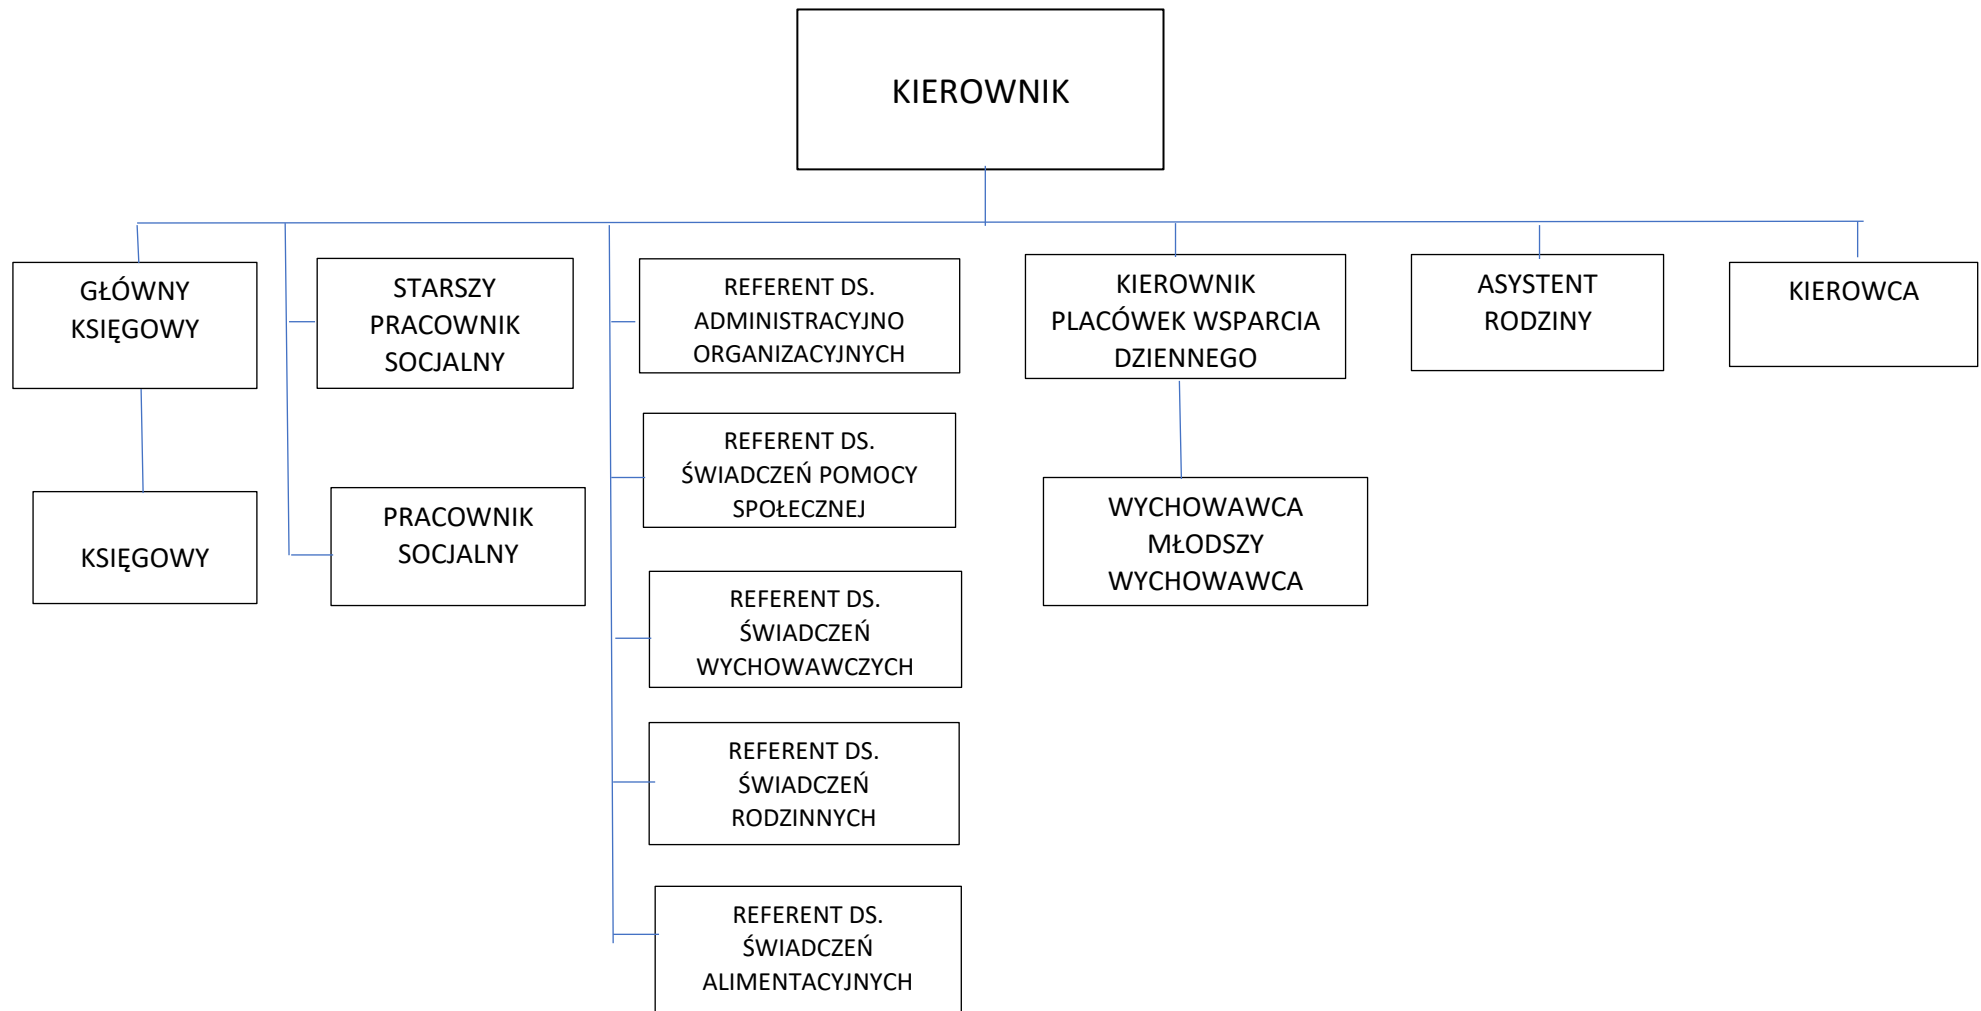 KIEROWNIK
GŁÓWNY
KSIĘGOWY
STARSZY
PRACOWNIK
SOCJALNY
REFERENT DS.
ADMINISTRACYJNO
ORGANIZACYJNYCH
KIEROWNIK
PLACÓWEK WSPARCIA
DZIENNEGO
ASYSTENT
RODZINY
KIEROWCA
KSIĘGOWY
PRACOWNIK
SOCJALNY
REFERENT DS.
ŚWIADCZEŃ POMOCY
SPOŁECZNEJ
WYCHOWAWCA
MŁODSZY
WYCHOWAWCA
REFERENT DS.
ŚWIADCZEŃ
WYCHOWAWCZYCH
REFERENT DS.
ŚWIADCZEŃ
RODZINNYCH
REFERENT DS.
ŚWIADCZEŃ
ALIMENTACYJNYCH